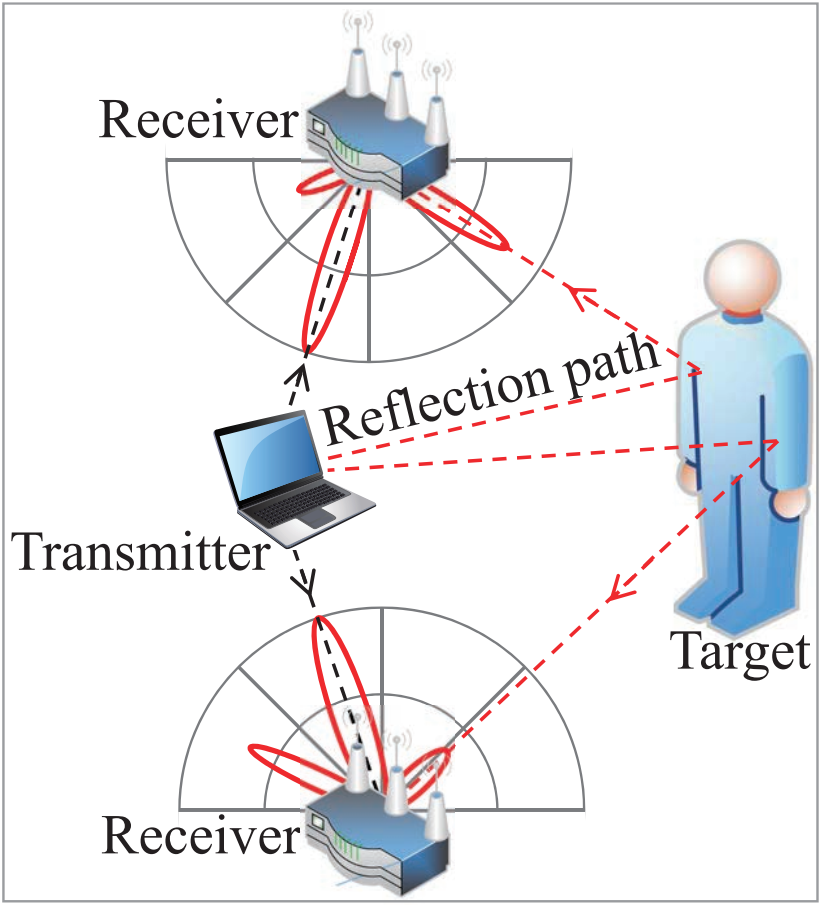 Receiver
Reflection path
Transmitter
Target
Receiver